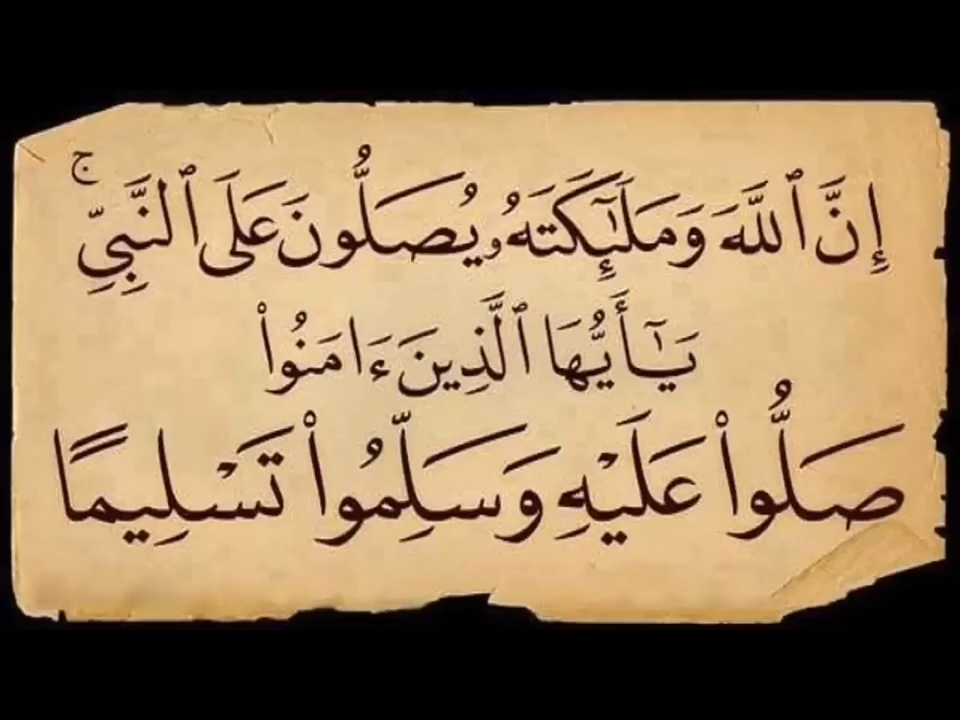 إِنَّ ٱللَّهَ وَمَلَـٰٓئِكَتَهُۥ يُصَلُّونَ عَلَى ٱلنَّبِىِّ ۚ
يَـٰٓأَيُّهَا ٱلَّذِينَ ءَامَنُوا۟
صَلُّوا۟ عَلَيْهِ وَسَلِّمُوا۟ تَسْلِيمًا